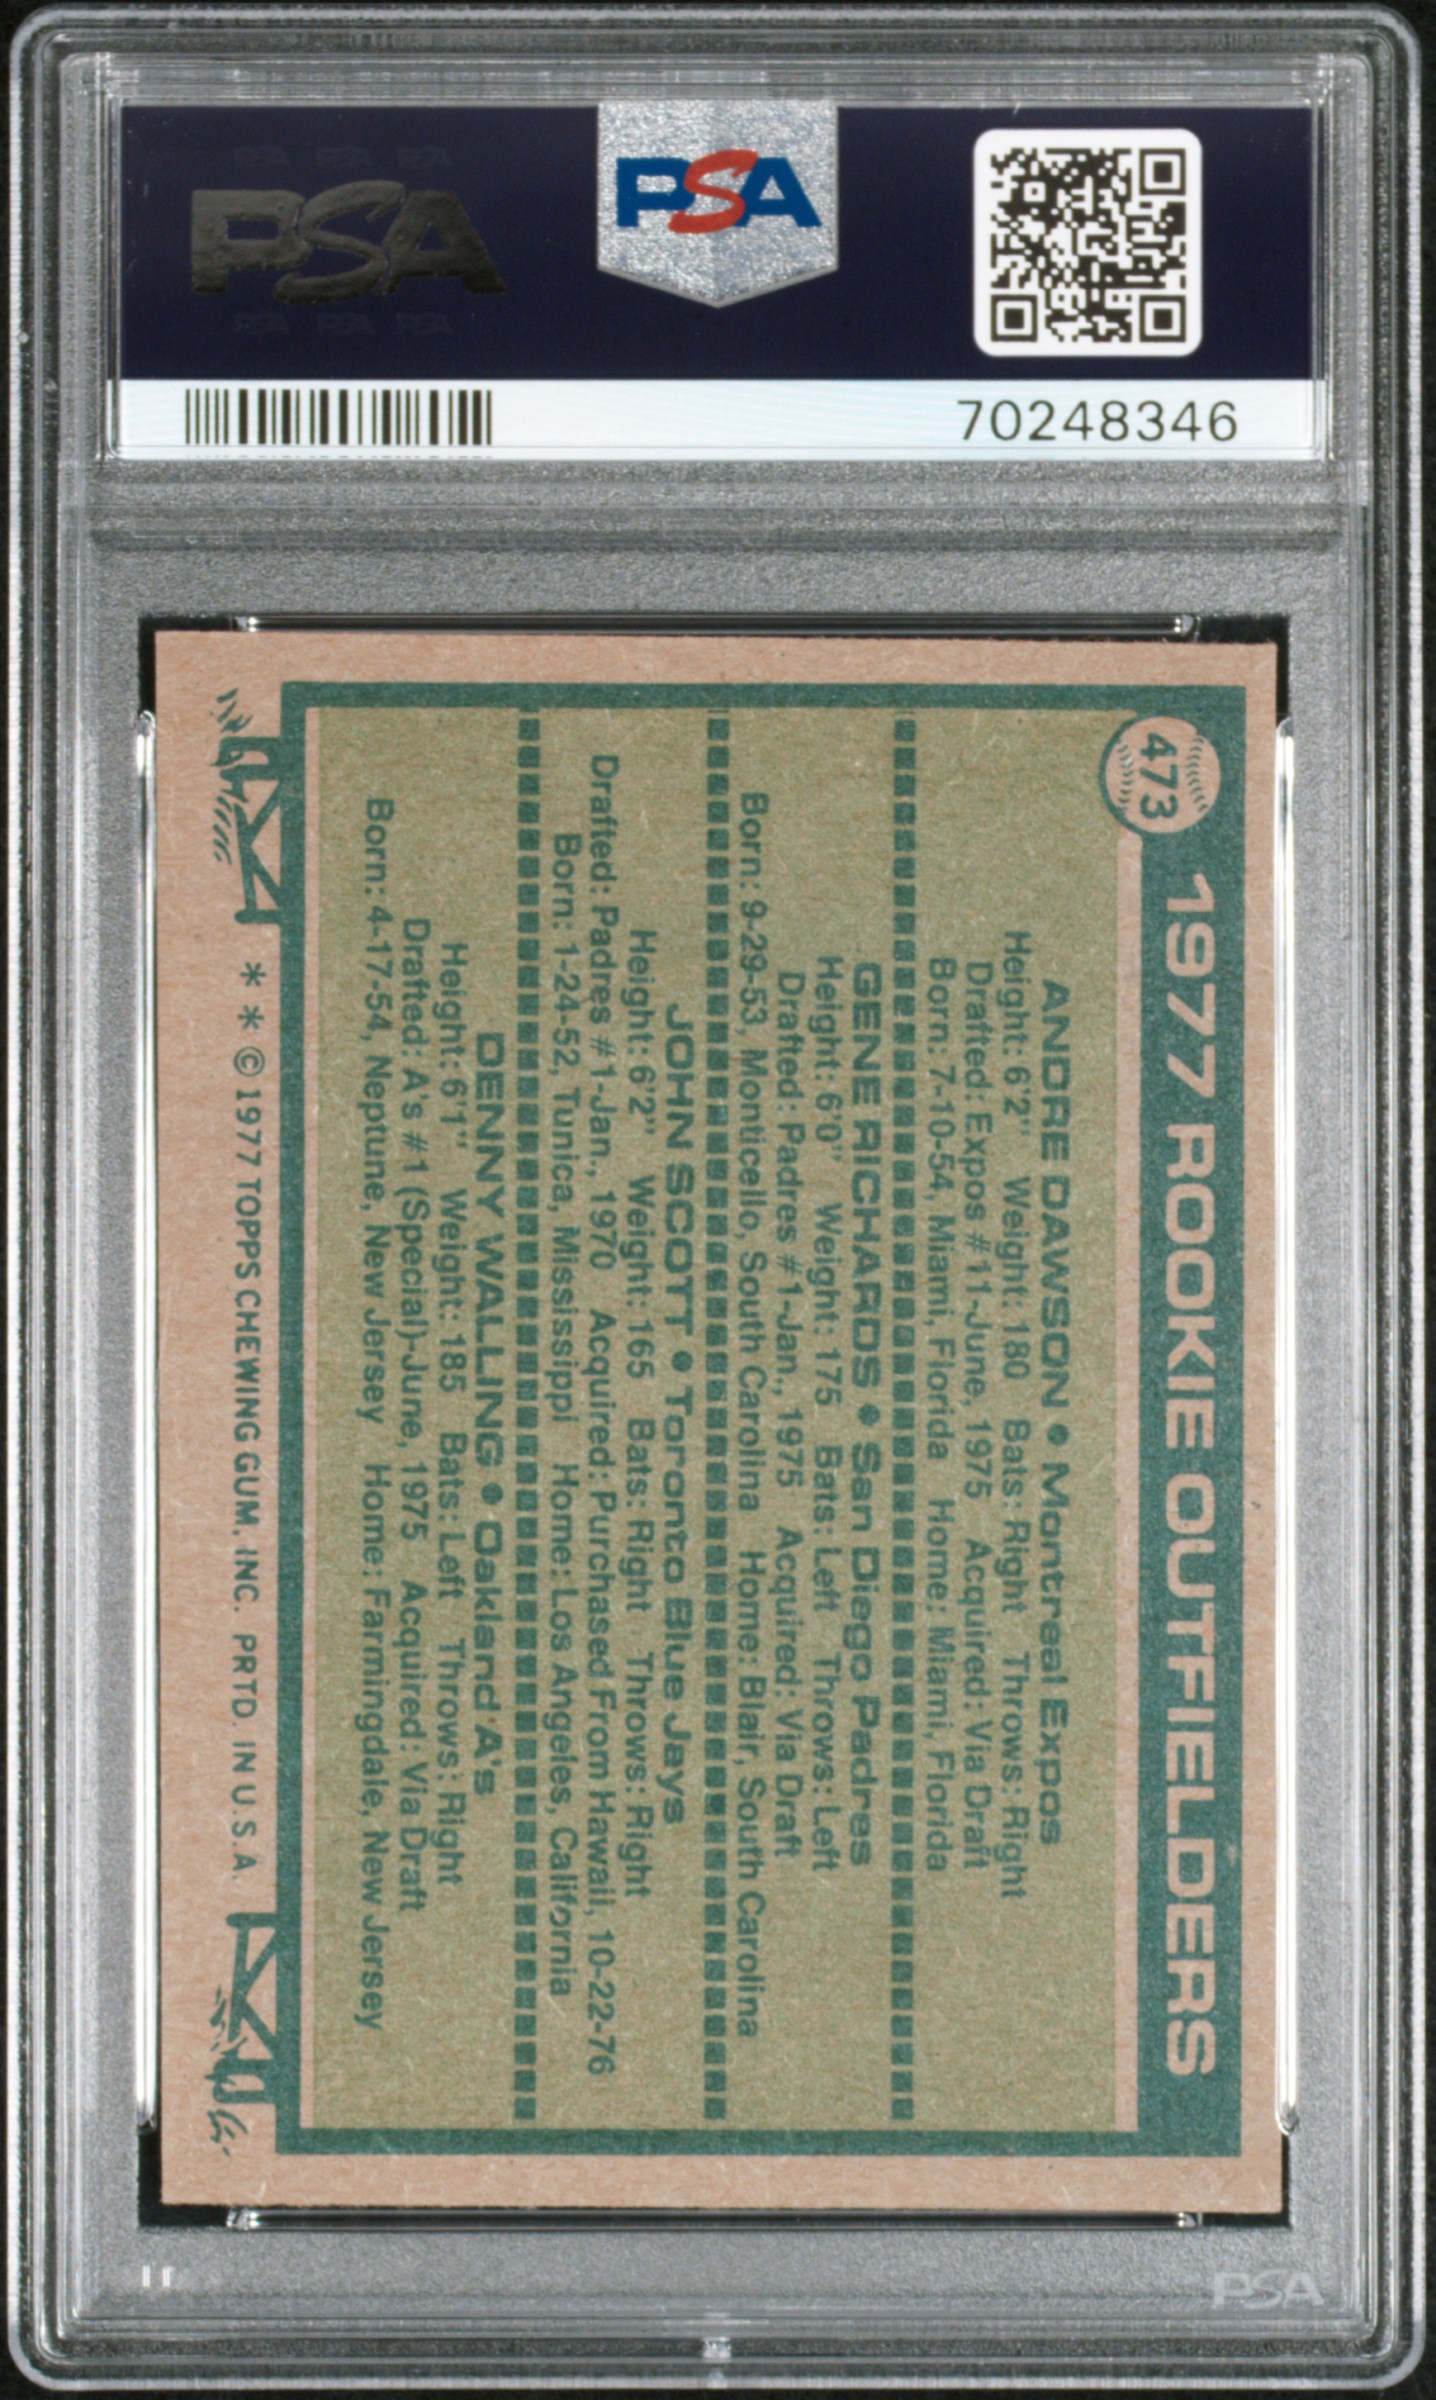 PSA
PSA
70248346
473
1977 ROOKIE OUTFIELDERS
ANDRE DAWSON • Montreal Expos
Height: 6'2" Weight: 180 Bats: Right Throws: Right
Drafted: Expos #11-June, 1975 Acquired: Via Draft
Born: 7-10-54, Miami, Florida Home: Miami, Florida
GENE RICHARDS • San Diego Padres
Height: 6'0" Weight: 175 Bats: Left Throws: Left
Drafted: Padres #1-Jan., 1975 Acquired: Via Draft
Born: 9-29-53, Monticello, South Carolina Home: Blair, South Carolina
JOHN SCOTT • Toronto Blue Jays
Height: 6'2" Weight: 165 Bats: Right Throws: Right
Drafted: Padres #1-Jan., 1970 Acquired: Purchased From Hawaii, 10-22-76
Born: 1-24-52, Tunica, Mississippi Home: Los Angeles, California
DENNY WALLING • Oakland A's
Height: 6'1" Weight: 185 Bats: Left Throws: Right
Drafted: A's #1 (Special)-June, 1975 Acquired: Via Draft
Born: 4-17-54, Neptune, New Jersey Home: Farmingdale, New Jersey
* * © 1977 TOPPS CHEWING GUM, INC. PRTD. IN U.S.A.
PSA